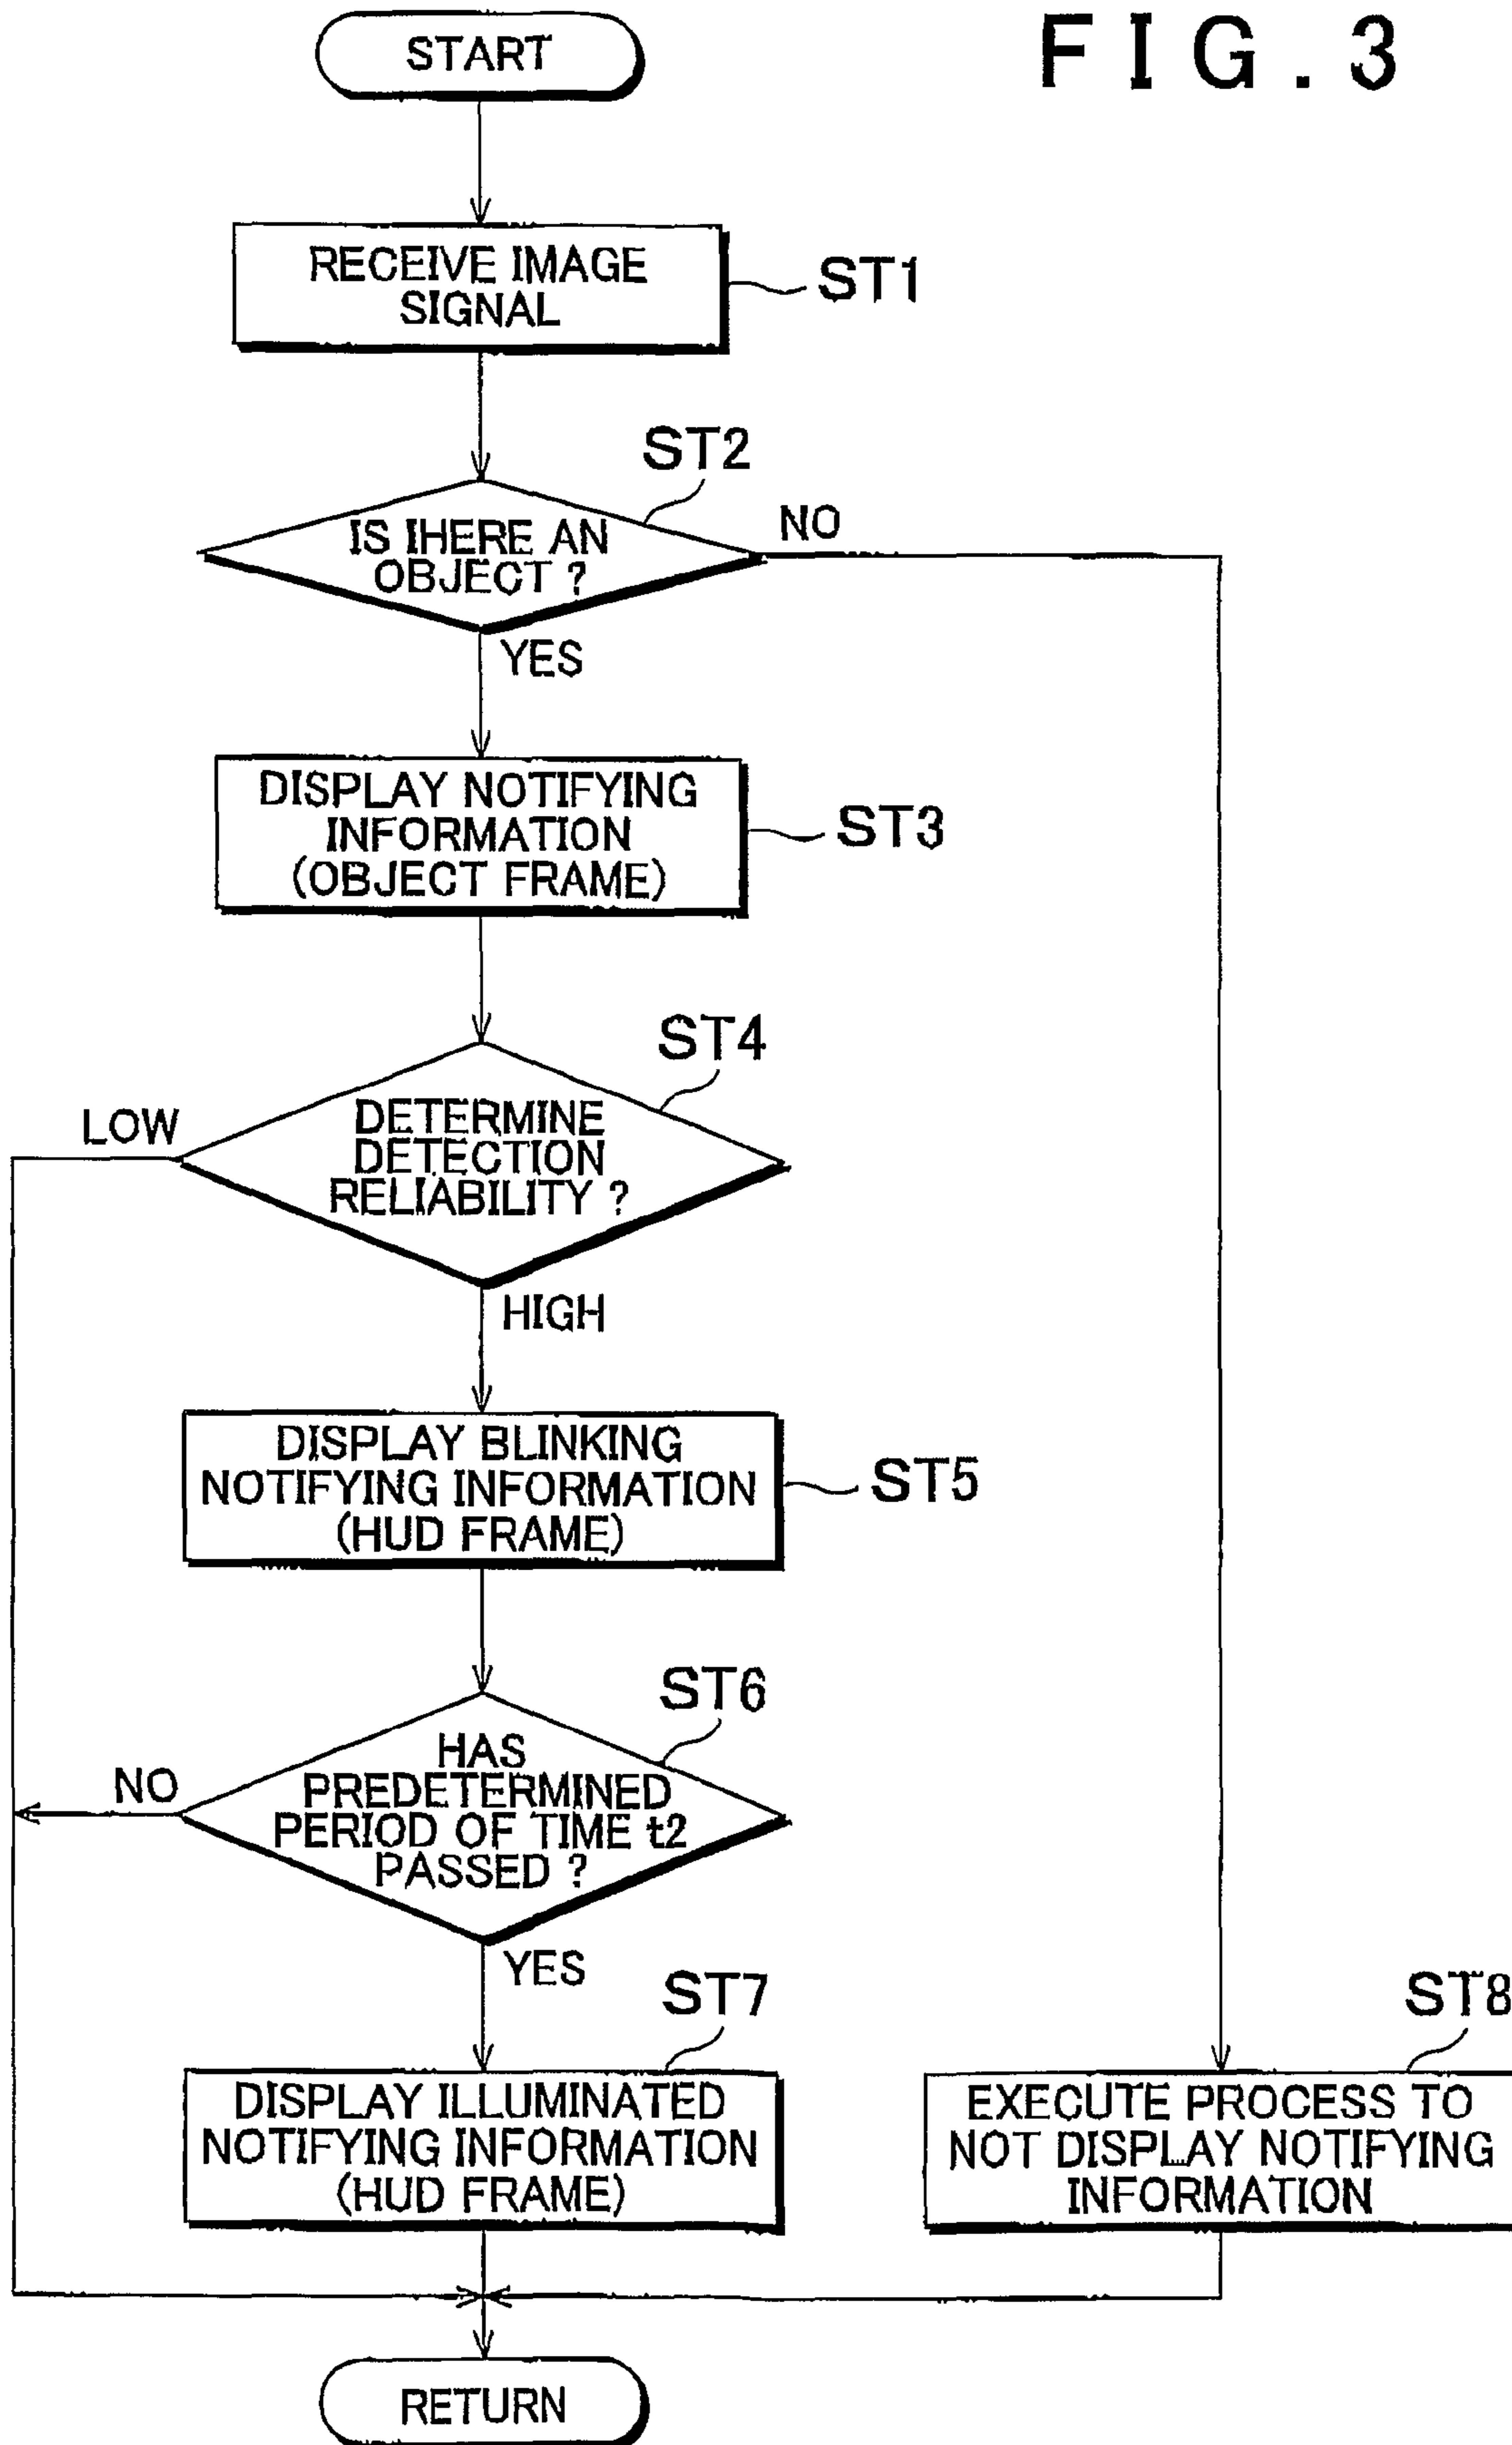 FIG.3
START
RECEIVE IMAGE
SIGNAL
ST1
ST2
IS IHERE AN
OBJECT ?
NO
YES
DISPLAY NOTIFYING
INFORMATION
(OBJECT FRAME)
ST3
ST4
LOW
DETERMINE
DETECTION
RELIABILITY ?
HIGH
DISPLAY BLINKING
NOTIFYING INFORMATION
(HUD FRAME)
ST5
ST6
NO
HAS
PREDETERMINED
PERIOD OF TIME t2
PASSED ?
YES
ST7
DISPLAY ILLUMINATED
NOTIFYING INFORMATION
(HUD FRAME)
ST8
EXECUTE PROCESS TO
NOT DISPLAY NOTIFYING
INFORMATION
RETURN